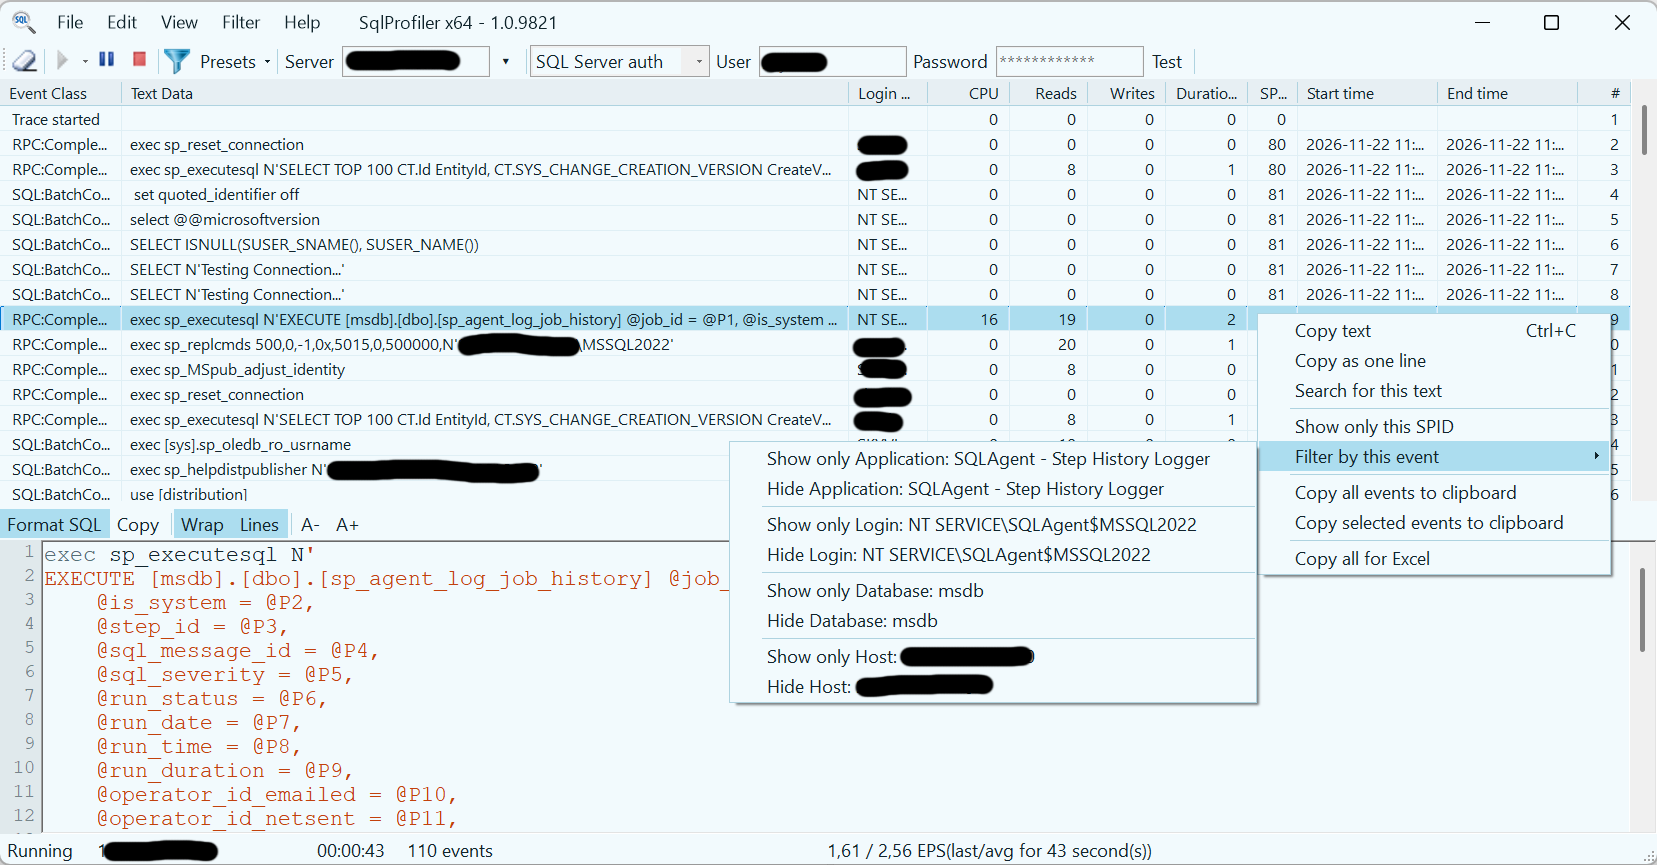 File Edit View Filter Help SqlProfiler x64 - 1.0.9821
Presets Server SQL Server auth User Password ************ Test
Event Class Text Data Login ... CPU Reads Writes Duratio... SP... Start time End time #
Trace started 0 0 0 0 0 1
RPC:Comple... exec sp_reset_connection 0 0 0 0 80 2026-11-22 11:... 2026-11-22 11:... 2
RPC:Comple... exec sp_executesql N'SELECT TOP 100 CT.Id EntityId, CT.SYS_CHANGE_CREATION_VERSION CreateV... 0 8 0 1 80 2026-11-22 11:... 2026-11-22 11:... 3
SQL:BatchCo... set quoted_identifier off NT SE... 0 0 0 0 81 2026-11-22 11:... 2026-11-22 11:... 4
SQL:BatchCo... select @@microsoftversion NT SE... 0 0 0 0 81 2026-11-22 11:... 2026-11-22 11:... 5
SQL:BatchCo... SELECT ISNULL(SUSER_SNAME(), SUSER_NAME()) NT SE... 0 0 0 0 81 2026-11-22 11:... 2026-11-22 11:... 6
SQL:BatchCo... SELECT N'Testing Connection...' NT SE... 0 0 0 0 81 2026-11-22 11:... 2026-11-22 11:... 7
SQL:BatchCo... SELECT N'Testing Connection...' NT SE... 0 0 0 0 81 2026-11-22 11:... 2026-11-22 11:... 8
RPC:Comple... exec sp_executesql N'EXECUTE [msdb].[dbo].[sp_agent_log_job_history] @job_id = @P1, @is_system ... NT SE... 16 19 0 2 9
RPC:Comple... exec sp_replcmds 500,0,-1,0x,5015,0,500000,N' \MSSQL2022' 0 20 0 1 0
RPC:Comple... exec sp_MSpub_adjust_identity 0 8 0 0 1
RPC:Comple... exec sp_reset_connection 0 0 0 0 2
RPC:Comple... exec sp_executesql N'SELECT TOP 100 CT.Id EntityId, CT.SYS_CHANGE_CREATION_VERSION CreateV... 0 8 0 1 3
SQL:BatchCo... exec [sys].sp_oledb_ro_usrname 4
SQL:BatchCo... exec sp_helpdistpublisher N' ' 5
SQL:BatchCo... use [distribution] 6
Copy text Ctrl+C
Copy as one line
Search for this text
Show only this SPID
Filter by this event
Copy all events to clipboard
Copy selected events to clipboard
Copy all for Excel
Show only Application: SQLAgent - Step History Logger
Hide Application: SQLAgent - Step History Logger
Show only Login: NT SERVICE\SQLAgent$MSSQL2022
Hide Login: NT SERVICE\SQLAgent$MSSQL2022
Show only Database: msdb
Hide Database: msdb
Show only Host:
Hide Host:
Format SQL Copy Wrap Lines A- A+
1 exec sp_executesql N'
2 EXECUTE [msdb].[dbo].[sp_agent_log_job_history] @job_
3 @is_system = @P2,
4 @step_id = @P3,
5 @sql_message_id = @P4,
6 @sql_severity = @P5,
7 @run_status = @P6,
8 @run_date = @P7,
9 @run_time = @P8,
10 @run_duration = @P9,
11 @operator_id_emailed = @P10,
12 @operator_id_netsent = @P11,
Running 00:00:43 110 events 1,61 / 2,56 EPS(last/avg for 43 second(s))